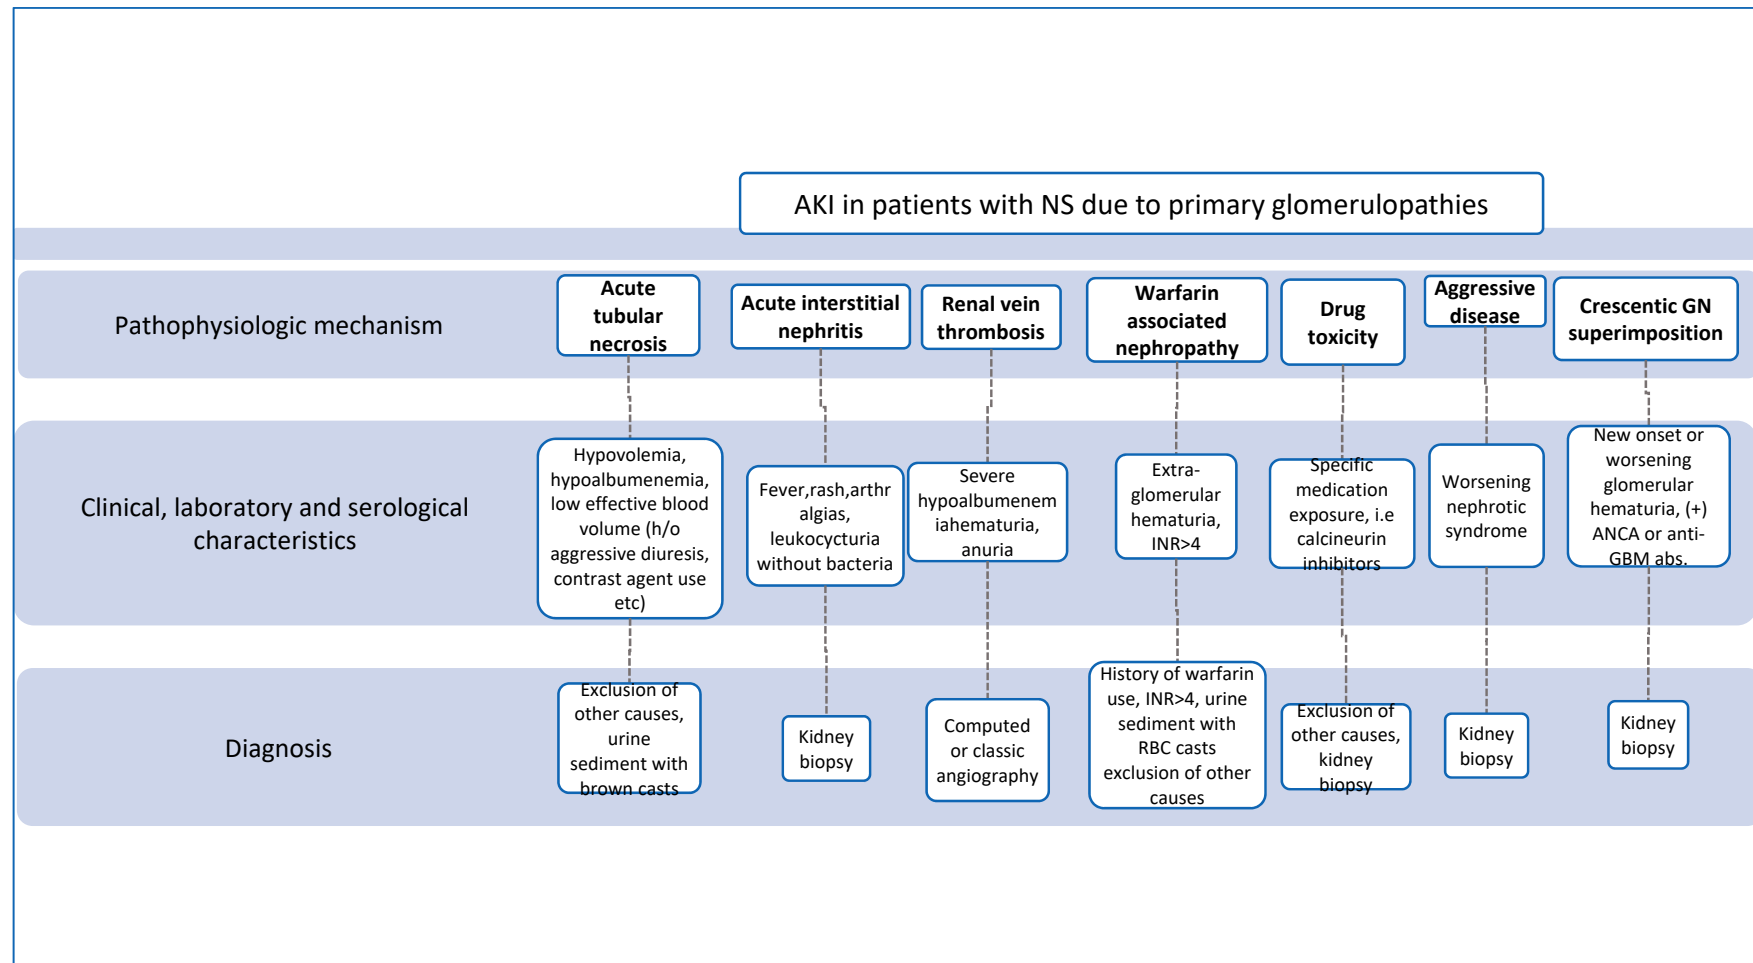 AKI in patients with NS due to primary glomerulopathies
Pathophysiologic mechanism
Acute
tubular
necrosis
Acute interstitial
nephritis
Renal vein
thrombosis
Warfarin
associated
nephropathy
Drug
toxicity
Aggressive
disease
Crescentic GN
superimposition
Clinical, laboratory and serological
characteristics
Hypovolemia,
hypoalbumenemia,
low effective blood
volume (h/o
aggressive diuresis,
contrast agent use
etc)
Fever,rash,arthr
algias,
leukocycturia
without bacteria
Severe
hypoalbumenem
iahematuria,
anuria
Extra-
glomerular
hematuria,
INR>4
Specific
medication
exposure, i.e
calcineurin
inhibitors
Worsening
nephrotic
syndrome
New onset or
worsening
glomerular
hematuria, (+)
ANCA or anti-
GBM abs.
Diagnosis
Exclusion of
other causes,
urine
sediment with
brown casts
Kidney
biopsy
Computed
or classic
angiography
History of warfarin
use, INR>4, urine
sediment with
RBC casts
exclusion of other
causes
Exclusion of
other causes,
kidney
biopsy
Kidney
biopsy
Kidney
biopsy